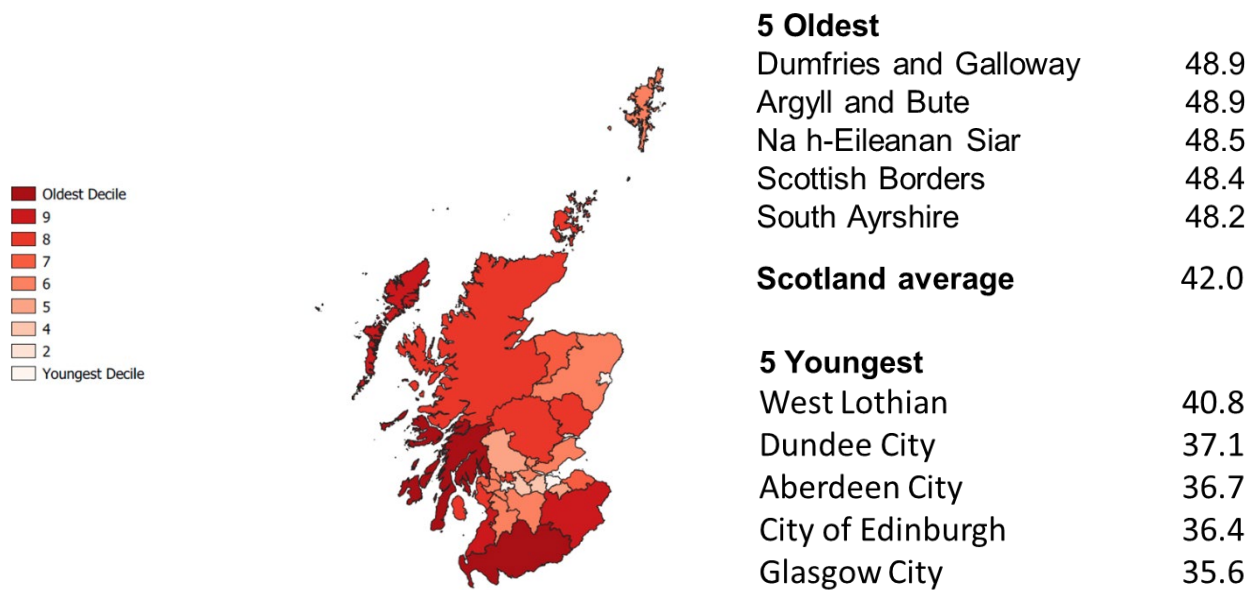 Oldest Decile
9
8
7
6
5
4
2
Youngest Decile
5 Oldest
Dumfries and Galloway 48.9
Argyll and Bute 48.9
Na h-Eileanan Siar 48.5
Scottish Borders 48.4
South Ayrshire 48.2
Scotland average 42.0
5 Youngest
West Lothian 40.8
Dundee City 37.1
Aberdeen City 36.7
City of Edinburgh 36.4
Glasgow City 35.6